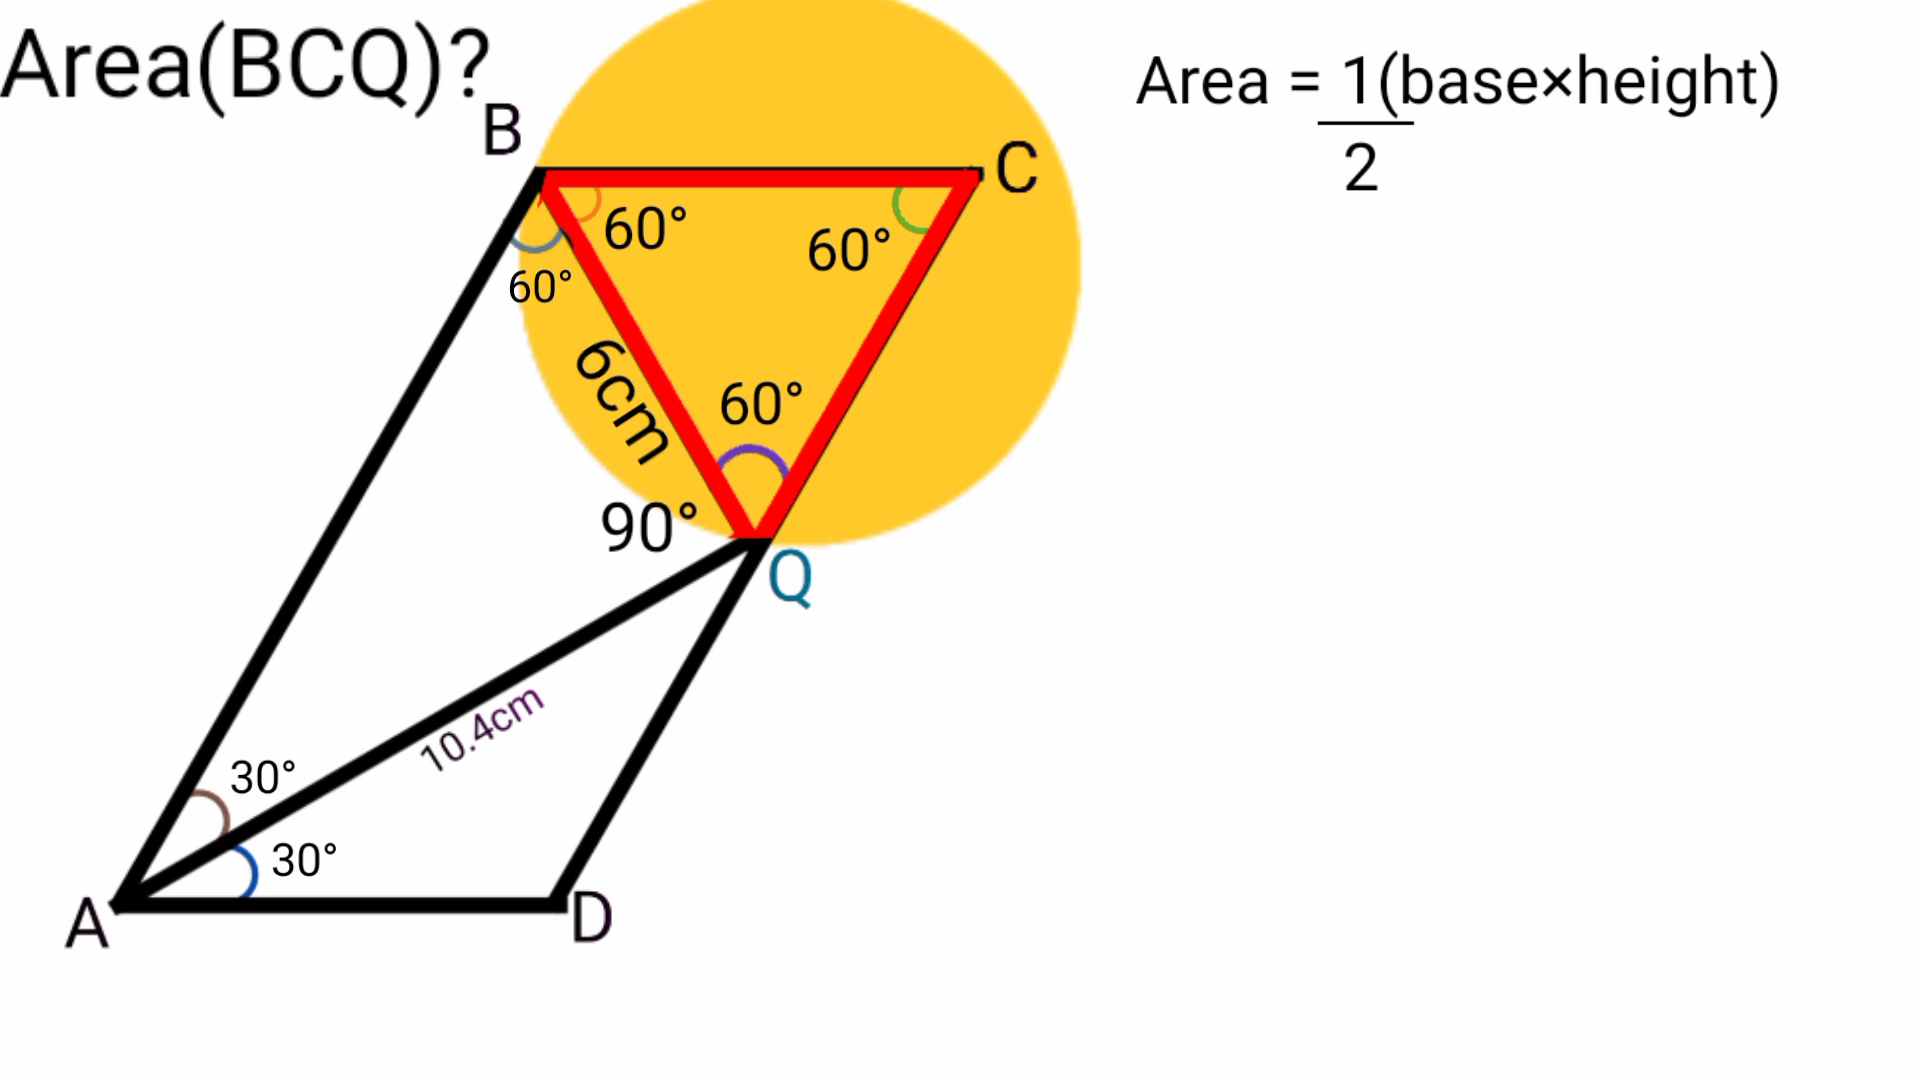 Area(BCQ)?
Area = 1(base×height)
2
B
C
60°
60°
60°
6cm
60°
90°
Q
10.4cm
30°
30°
A
D